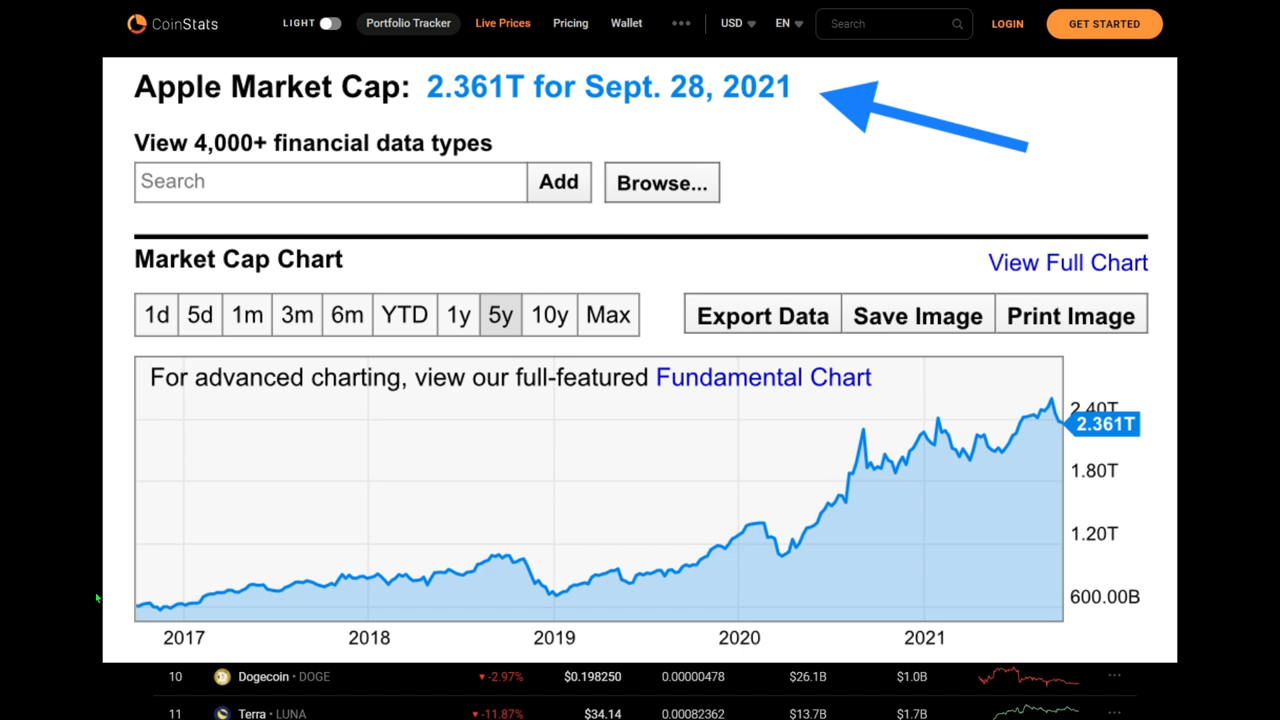 CoinStats LIGHT Portfolio Tracker Live Prices Pricing Wallet USD EN Search LOGIN GET STARTED
Apple Market Cap: 2.361T for Sept. 28, 2021
View 4,000+ financial data types
Search Add Browse...
Market Cap Chart View Full Chart
1d 5d 1m 3m 6m YTD 1y 5y 10y Max Export Data Save Image Print Image
For advanced charting, view our full-featured Fundamental Chart
2.40T
2.361T
1.80T
1.20T
600.00B
2017 2018 2019 2020 2021
10 Dogecoin • DOGE ▼-2.97% $0.198250 0.00000478 $26.1B $1.0B
11 Terra • LUNA ▼-11.87% $34.14 0.00082362 $13.7B $1.7B